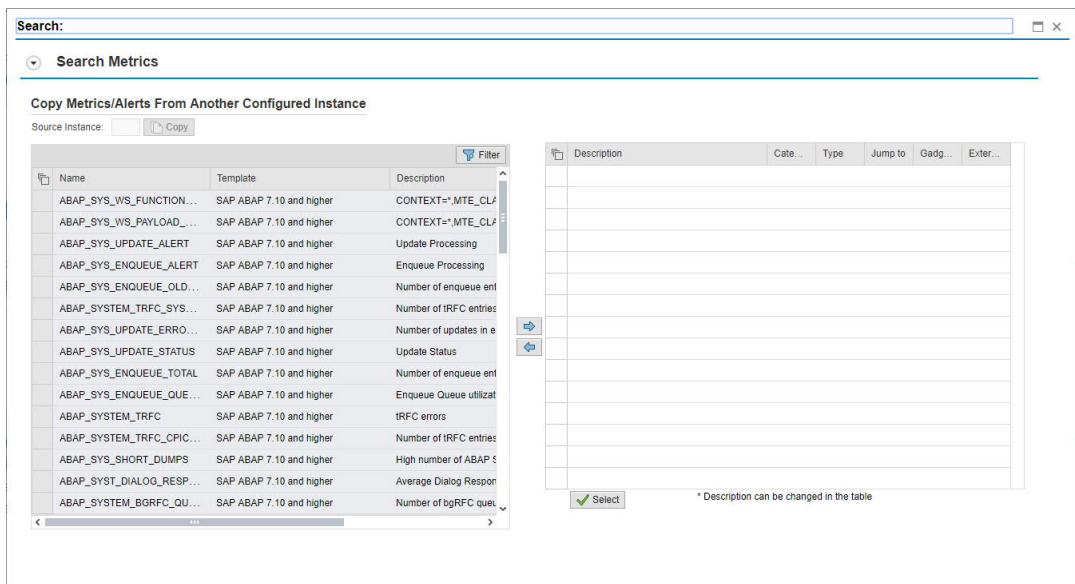 Search:
Search Metrics
Copy Metrics/Alerts From Another Configured Instance
Source Instance: Copy
Filter
Name Template Description
ABAP_SYS_WS_FUNCTION... SAP ABAP 7.10 and higher CONTEXT=*,MTE_CLA
ABAP_SYS_WS_PAYLOAD_... SAP ABAP 7.10 and higher CONTEXT=*,MTE_CLA
ABAP_SYS_UPDATE_ALERT SAP ABAP 7.10 and higher Update Processing
ABAP_SYS_ENQUEUE_ALERT SAP ABAP 7.10 and higher Enqueue Processing
ABAP_SYS_ENQUEUE_OLD... SAP ABAP 7.10 and higher Number of enqueue ent
ABAP_SYSTEM_TRFC_SYS... SAP ABAP 7.10 and higher Number of tRFC entries
ABAP_SYS_UPDATE_ERRO... SAP ABAP 7.10 and higher Number of updates in e
ABAP_SYS_UPDATE_STATUS SAP ABAP 7.10 and higher Update Status
ABAP_SYS_ENQUEUE_TOTAL SAP ABAP 7.10 and higher Number of enqueue ent
ABAP_SYS_ENQUEUE_QUE... SAP ABAP 7.10 and higher Enqueue Queue utilizat
ABAP_SYSTEM_TRFC SAP ABAP 7.10 and higher tRFC errors
ABAP_SYSTEM_TRFC_CPIC... SAP ABAP 7.10 and higher Number of tRFC entries
ABAP_SYS_SHORT_DUMPS SAP ABAP 7.10 and higher High number of ABAP S
ABAP_SYST_DIALOG_RESP... SAP ABAP 7.10 and higher Average Dialog Respon
ABAP_SYSTEM_BGRFC_QU... SAP ABAP 7.10 and higher Number of bgRFC queu
Description Cate... Type Jump to Gadg... Exter...
Select * Description can be changed in the table